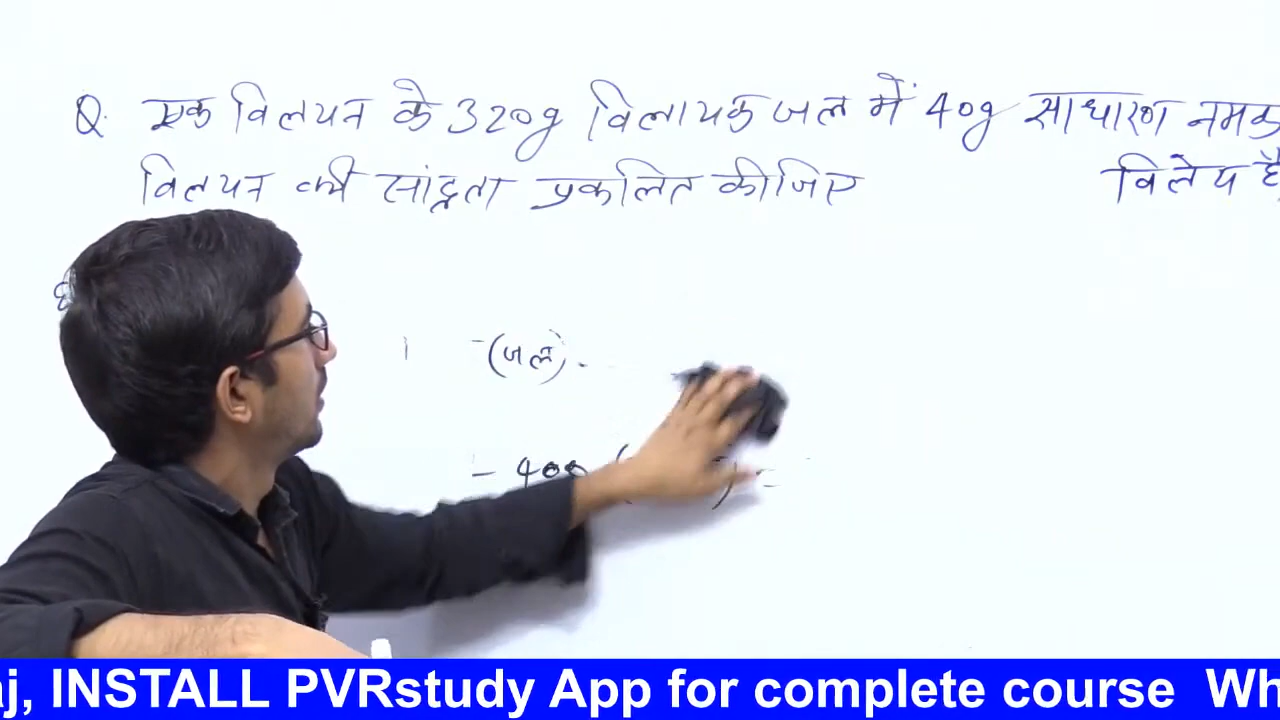 Q. एक विलयन के 320g विलायक जल में 40g साधारण नमक
विलेय है
विलयन की सांद्रता प्रकलित कीजिए
(जल)
- 400
INSTALL PVRstudy App for complete course